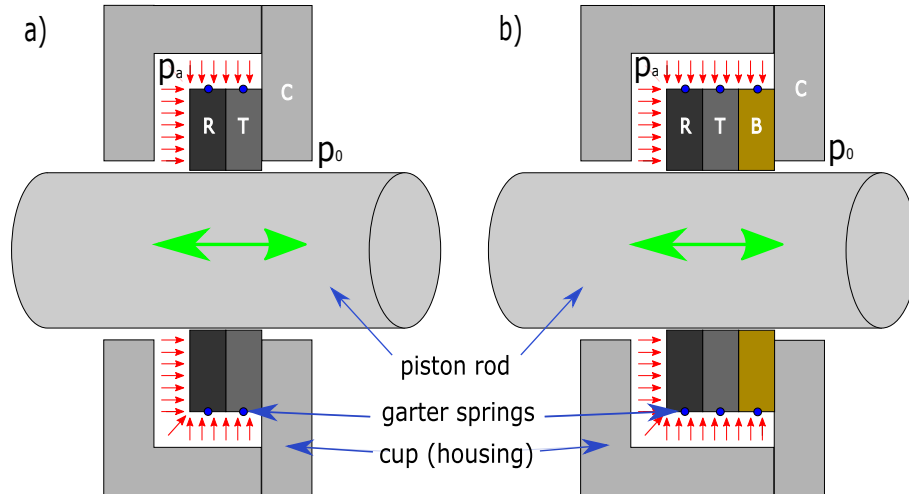 a)
b)
pa
pa
C
C
R T
R T B
p0
p0
piston rod
garter springs
cup (housing)